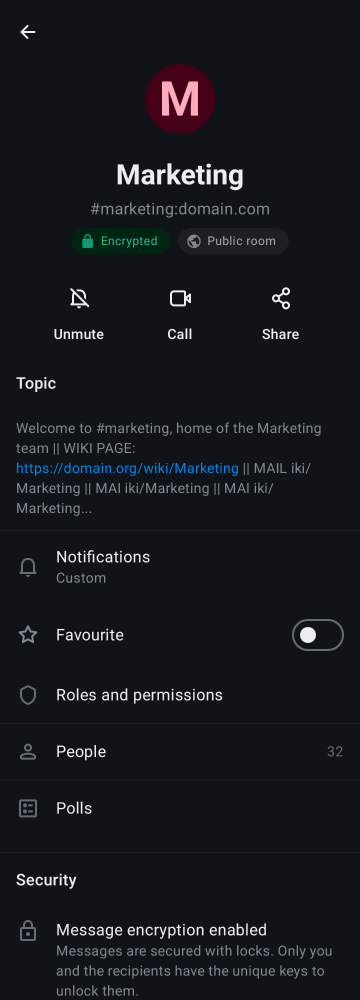 M
Marketing
#marketing:domain.com
Encrypted
Public room
Unmute
Call
Share
Topic
Welcome to #marketing, home of the Marketing
team || WIKI PAGE:
https://domain.org/wiki/Marketing || MAIL iki/
Marketing || MAI iki/Marketing || MAI iki/
Marketing...
Notifications
Custom
Favourite
Roles and permissions
People 32
Polls
Security
Message encryption enabled
Messages are secured with locks. Only you
and the recipients have the unique keys to
unlock them.